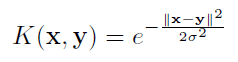 K(x, y) = e^{-\frac{\|x-y\|^2}{2\sigma^2}}